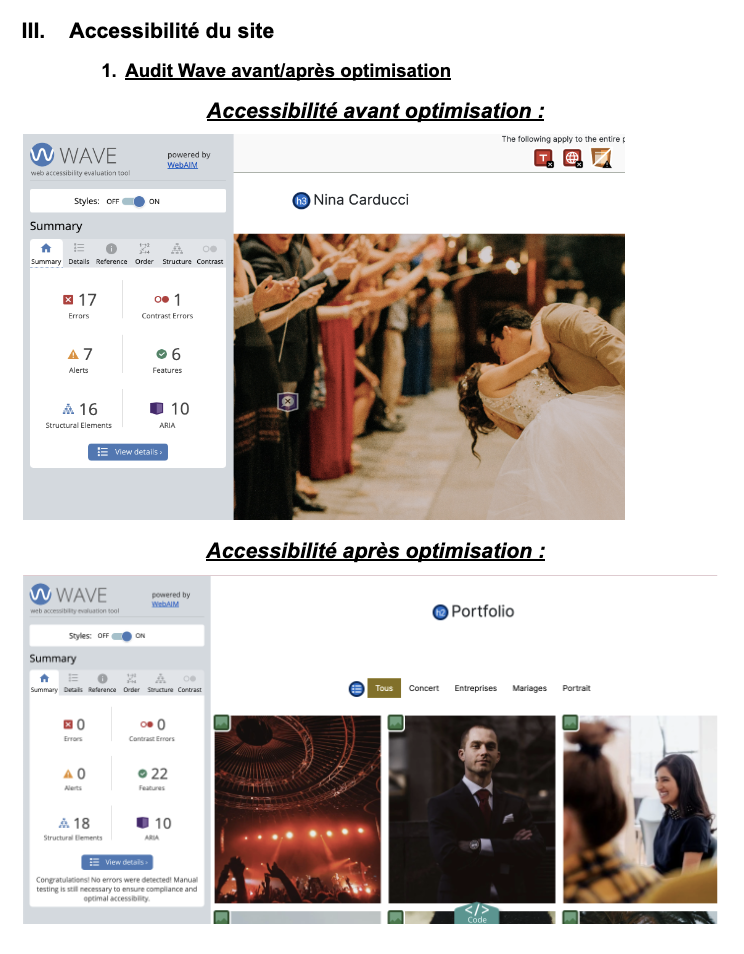 III. Accessibilité du site
1. Audit Wave avant/après optimisation
Accessibilité avant optimisation :
WAVE
powered by
WebAIM
web accessibility evaluation tool
The following apply to the entire p
T
Styles: OFF ON
Summary
h3 Nina Carducci
Summary Details Reference Order Structure Contrast
17
Errors
1
Contrast Errors
7
Alerts
6
Features
16
Structural Elements
10
ARIA
View details ›
Accessibilité après optimisation :
WAVE
powered by
WebAIM
web accessibility evaluation tool
h2 Portfolio
Styles: OFF ON
Summary
Summary Details Reference Order Structure Contrast
Tous Concert Entreprises Mariages Portrait
0
Errors
0
Contrast Errors
0
Alerts
22
Features
18
Structural Elements
10
ARIA
View details ›
Congratulations! No errors were detected! Manual
testing is still necessary to ensure compliance and
optimal accessibility.
</>
Code